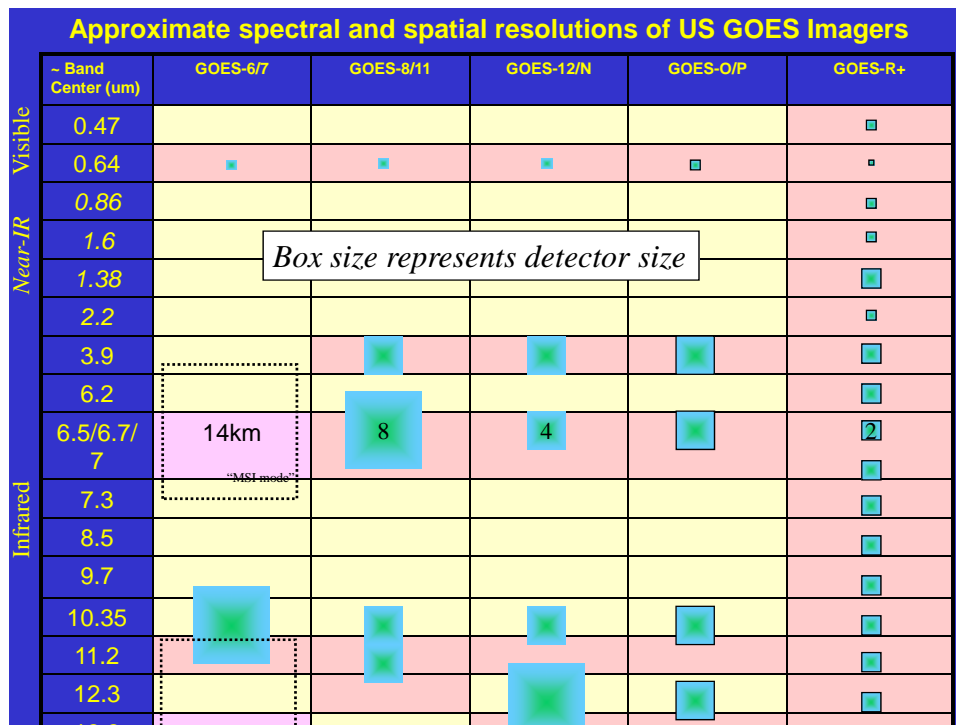 Approximate spectral and spatial resolutions of US GOES Imagers
~ Band
Center (um)
GOES-6/7
GOES-8/11
GOES-12/N
GOES-O/P
GOES-R+
Visible
0.47
0.64
Near-IR
0.86
1.6
Box size represents detector size
1.38
2.2
Infrared
3.9
6.2
6.5/6.7/
7
14km
8
4
2
“MSI mode”
7.3
8.5
9.7
10.35
11.2
12.3